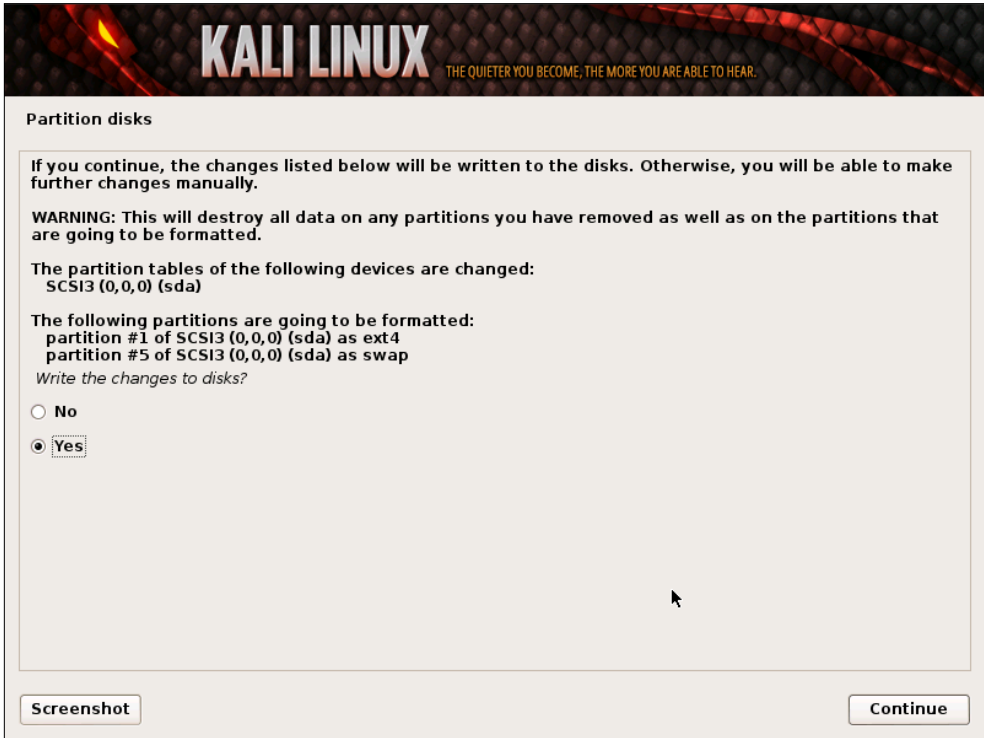 KALI LINUX
THE QUIETER YOU BECOME, THE MORE YOU ARE ABLE TO HEAR.
Partition disks
If you continue, the changes listed below will be written to the disks. Otherwise, you will be able to make
further changes manually.
WARNING: This will destroy all data on any partitions you have removed as well as on the partitions that
are going to be formatted.
The partition tables of the following devices are changed:
SCSI3 (0,0,0) (sda)
The following partitions are going to be formatted:
partition #1 of SCSI3 (0,0,0) (sda) as ext4
partition #5 of SCSI3 (0,0,0) (sda) as swap
Write the changes to disks?
No
Yes
Screenshot
Continue